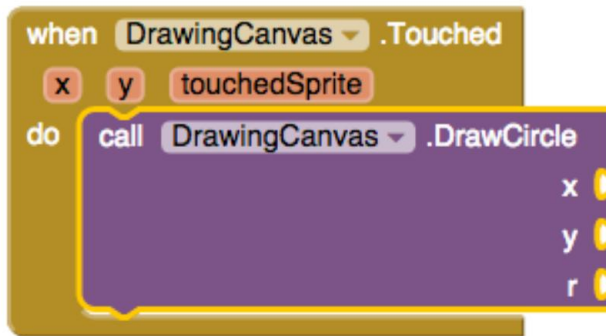 when DrawingCanvas .Touched
x y touchedSprite
do call DrawingCanvas .DrawCircle
x
y
r